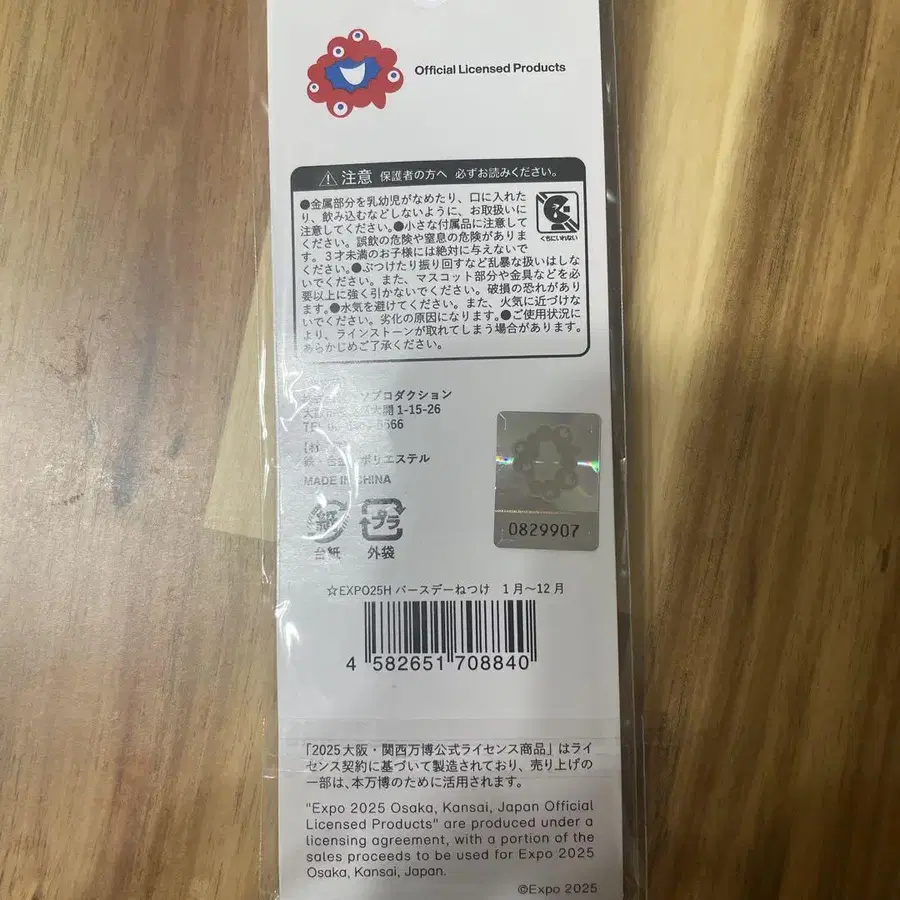 Official Licensed Products
注意 保護者の方へ 必ずお読みください。
●金属部分を乳幼児がなめたり、口に入れた
り、飲み込むなどしないように、お取扱いに
注意してください。●小さな付属品に注意して
ください。誤飲の危険や窒息の危険がありま
す。3才未満のお子様には絶対に与えないで
ください。●ぶつけたり振り回すなど乱暴な扱いはしな
いでください。また、マスコット部分や金具などを必
要以上に強く引かないでください。破損の恐れがあり
ます。●水気を避けてください。また、火気に近づけな
いでください。劣化の原因になります。●ご使用状況に
より、ラインストーンが取れてしまう場合があります。
あらかじめご了承ください。
くちにいれない
プロダクション
大開 1-15-26
TEL
ポリエステル
MADE IN CHINA
紙
プラ
台紙
外袋
0829907
☆EXPO25H バースデーねつけ 1月～12月
4 582651 708840
「2025大阪・関西万博公式ライセンス商品」はライ
センス契約に基づいて製造されており、売り上げの
一部は、本万博のために活用されます。
"Expo 2025 Osaka, Kansai, Japan Official
Licensed Products" are produced under a
licensing agreement, with a portion of the
sales proceeds to be used for Expo 2025
Osaka, Kansai, Japan.
©Expo 2025